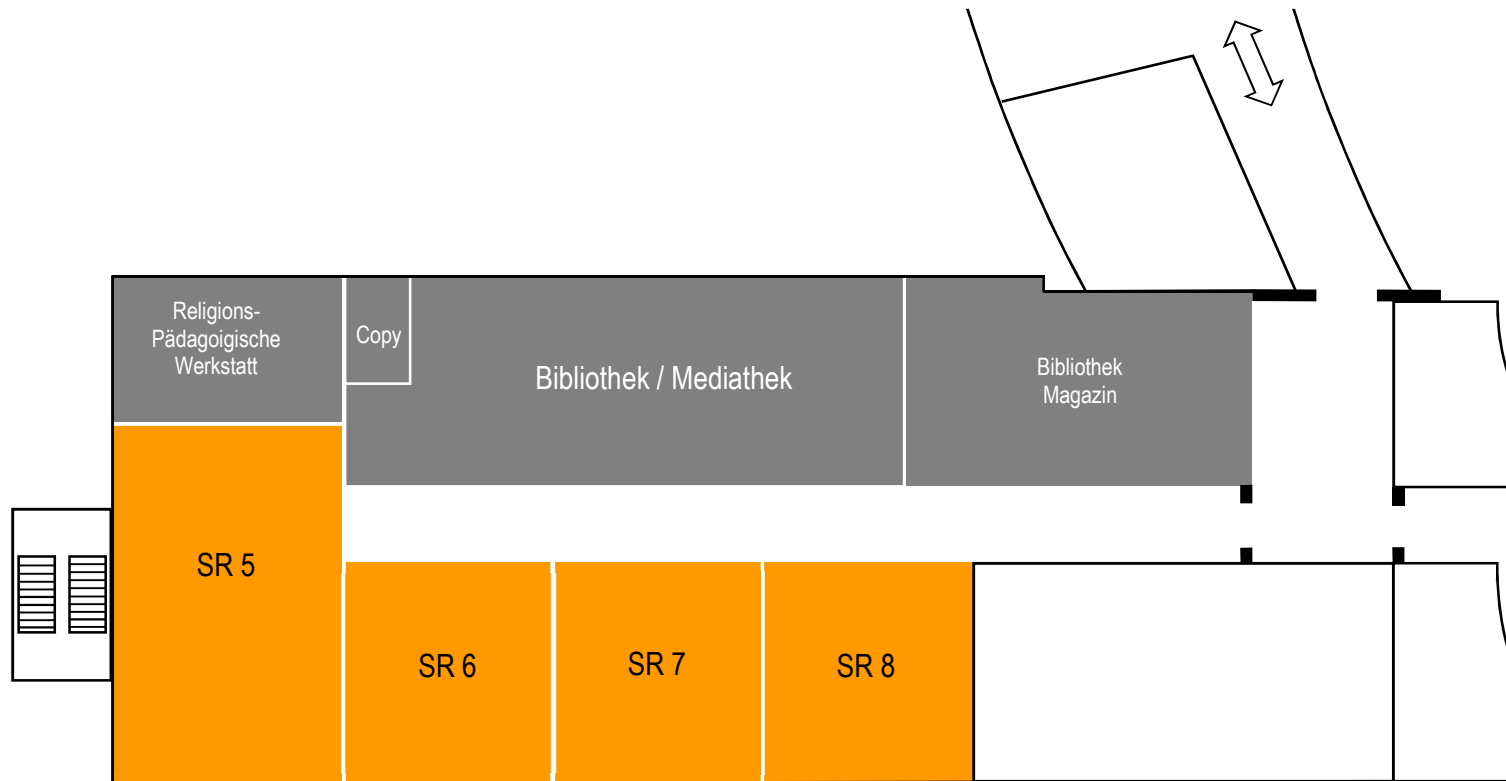 Religions-
Pädagoigische
Werkstatt
Copy
Bibliothek / Mediathek
Bibliothek
Magazin
SR 5
SR 6
SR 7
SR 8